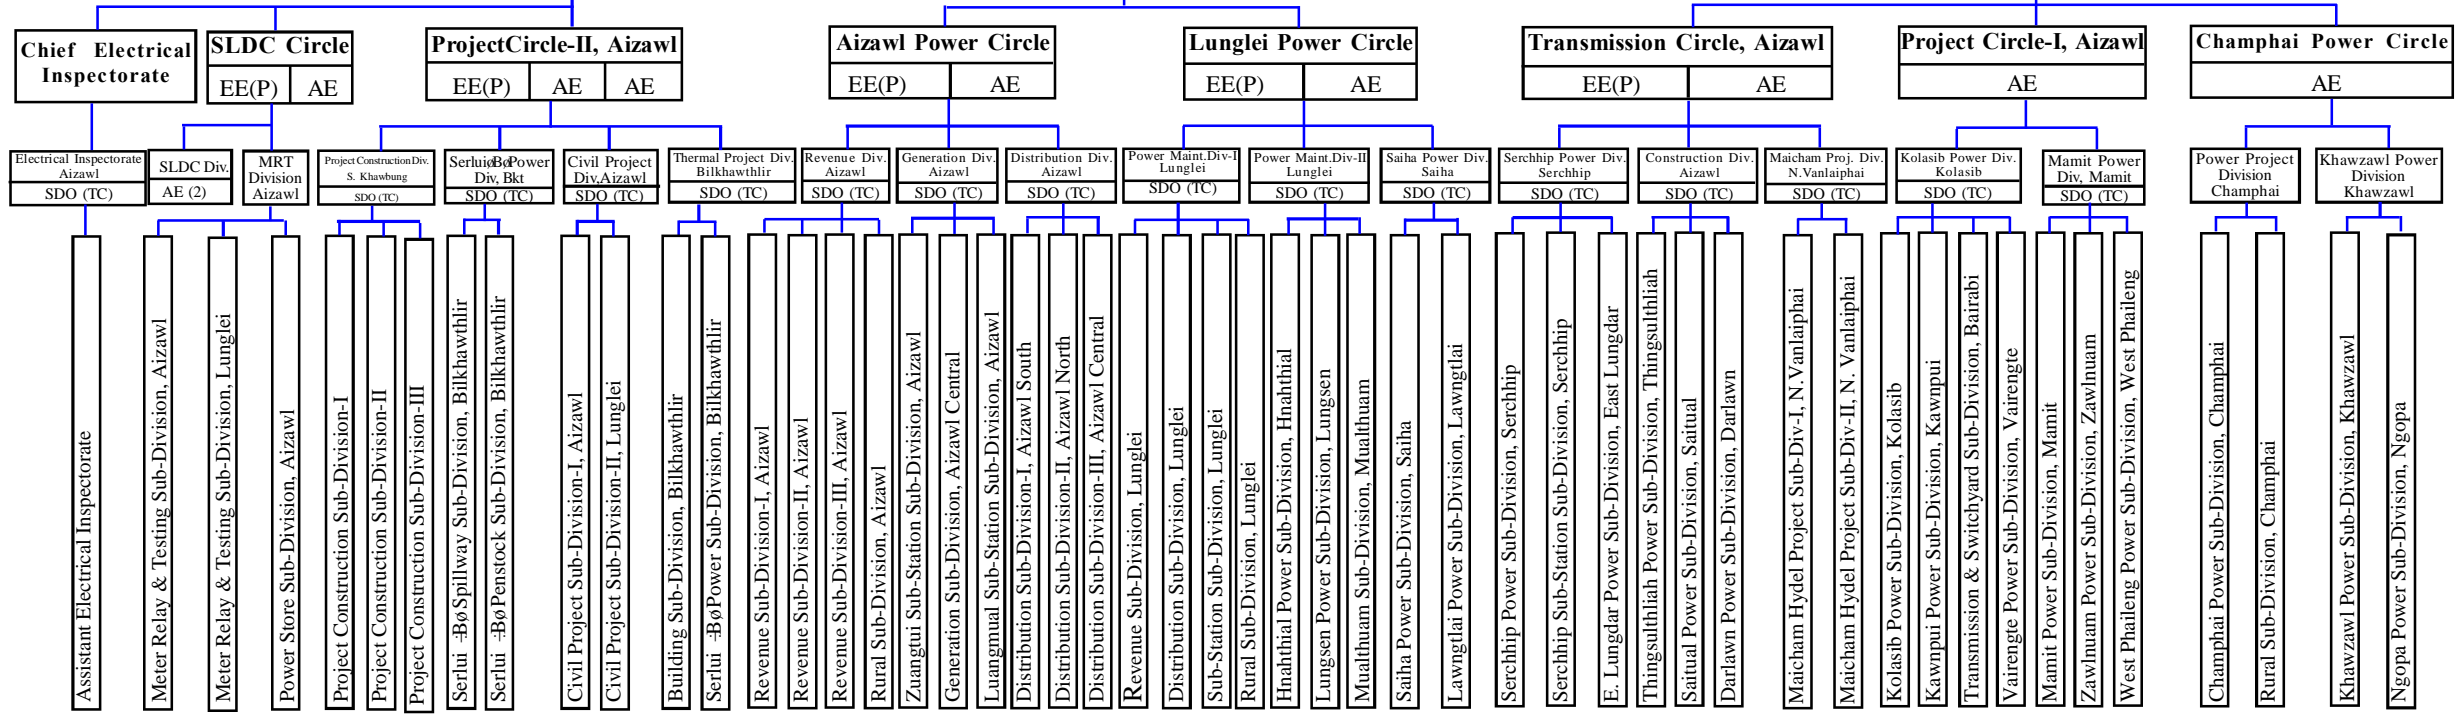 Chief Electrical
Inspectorate
SLDC Circle
EE(P)
AE
ProjectCircle-II, Aizawl
EE(P)
AE
AE
Aizawl Power Circle
EE(P)
AE
Lunglei Power Circle
EE(P)
AE
Transmission Circle, Aizawl
EE(P)
AE
Project Circle-I, Aizawl
AE
Champhai Power Circle
AE
Electrical Inspectorate
Aizawl
SDO (TC)
SLDC Div.
AE (2)
MRT
Division
Aizawl
Project Construction Div.
S. Khawbung
SDO (TC)
SerluiøBøPower
Div, Bkt
SDO (TC)
Civil Project
Div,Aizawl
SDO (TC)
Thermal Project Div.
Bilkhawthlir
SDO (TC)
Revenue Div.
Aizawl
SDO (TC)
Generation Div.
Aizawl
SDO (TC)
Distribution Div.
Aizawl
SDO (TC)
Power Maint.Div-I
Lunglei
SDO (TC)
Power Maint.Div-II
Lunglei
SDO (TC)
Saiha Power Div.
Saiha
SDO (TC)
Serchhip Power Div.
Serchhip
SDO (TC)
Construction Div.
Aizawl
SDO (TC)
Maicham Proj. Div.
N.Vanlaiphai
SDO (TC)
Kolasib Power Div.
Kolasib
SDO (TC)
Mamit Power
Div, Mamit
SDO (TC)
Power Project
Division
Champhai
Khawzawl Power
Division
Khawzawl
Assistant Electrical Inspectorate
Meter Relay & Testing Sub-Division, Aizawl
Meter Relay & Testing Sub-Division, Lunglei
Power Store Sub-Division, Aizawl
Project Construction Sub-Division-I
Project Construction Sub-Division-II
Project Construction Sub-Division-III
Serlui ÷BøSpillway Sub-Division, Bilkhawthlir
Serlui ÷BøPenstock Sub-Division, Bilkhawthlir
Civil Project Sub-Division-I, Aizawl
Civil Project Sub-Division-II, Lunglei
Building Sub-Division, Bilkhawthlir
Serlui ÷BøPower Sub-Division, Bilkhawthlir
Revenue Sub-Division-I, Aizawl
Revenue Sub-Division-II, Aizawl
Revenue Sub-Division-III, Aizawl
Rural Sub-Division, Aizawl
Zuangtui Sub-Station Sub-Division, Aizawl
Generation Sub-Division, Aizawl Central
Luangmual Sub-Station Sub-Division, Aizawl
Distribution Sub-Division-I, Aizawl South
Distribution Sub-Division-II, Aizawl North
Distribution Sub-Division-III, Aizawl Central
Revenue Sub-Division, Lunglei
Distribution Sub-Division, Lunglei
Sub-Station Sub-Division, Lunglei
Rural Sub-Division, Lunglei
Hnahthial Power Sub-Division, Hnahthial
Lungsen Power Sub-Division, Lungsen
Mualthuam Sub-Division, Mualthuam
Saiha Power Sub-Division, Saiha
Lawngtlai Power Sub-Division, Lawngtlai
Serchhip Power Sub-Division, Serchhip
Serchhip Sub-Station Sub-Division, Serchhip
E. Lungdar Power Sub-Division, East Lungdar
Thingsulthliah Power Sub-Division, Thingsulthliah
Saitual Power Sub-Division, Saitual
Darlawn Power Sub-Division, Darlawn
Maicham Hydel Project Sub-Div-I, N.Vanlaiphai
Maicham Hydel Project Sub-Div-II, N. Vanlaiphai
Kolasib Power Sub-Division, Kolasib
Kawnpui Power Sub-Division, Kawnpui
Transmission & Switchyard Sub-Division, Bairabi
Vairengte Power Sub-Division, Vairengte
Mamit Power Sub-Division, Mamit
Zawlnuam Power Sub-Division, Zawlnuam
West Phaileng Power Sub-Division, West Phaileng
Champhai Power Sub-Division, Champhai
Rural Sub-Division, Champhai
Khawzawl Power Sub-Division, Khawzawl
Ngopa Power Sub-Division, Ngopa